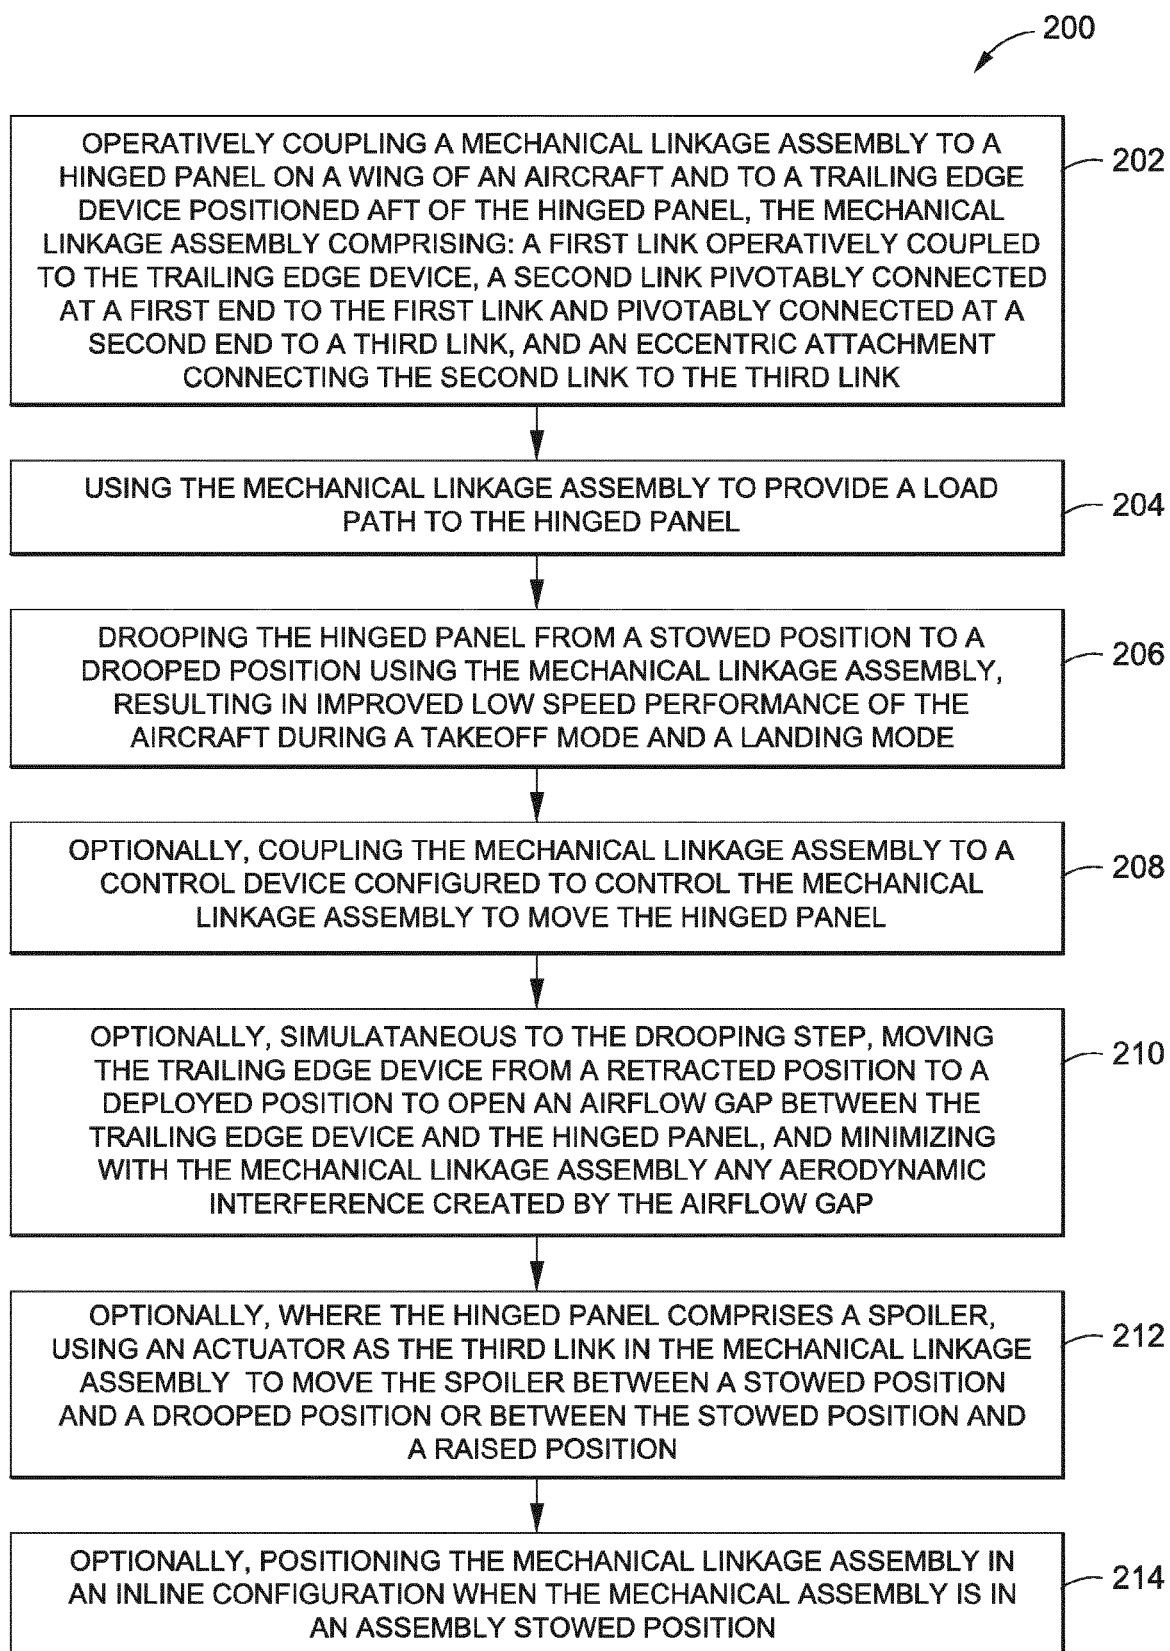 200
OPERATIVELY COUPLING A MECHANICAL LINKAGE ASSEMBLY TO A
HINGED PANEL ON A WING OF AN AIRCRAFT AND TO A TRAILING EDGE
DEVICE POSITIONED AFT OF THE HINGED PANEL, THE MECHANICAL
LINKAGE ASSEMBLY COMPRISING: A FIRST LINK OPERATIVELY COUPLED
TO THE TRAILING EDGE DEVICE, A SECOND LINK PIVOTABLY CONNECTED
AT A FIRST END TO THE FIRST LINK AND PIVOTABLY CONNECTED AT A
SECOND END TO A THIRD LINK, AND AN ECCENTRIC ATTACHMENT
CONNECTING THE SECOND LINK TO THE THIRD LINK
202
USING THE MECHANICAL LINKAGE ASSEMBLY TO PROVIDE A LOAD
PATH TO THE HINGED PANEL
204
DROOPING THE HINGED PANEL FROM A STOWED POSITION TO A
DROOPED POSITION USING THE MECHANICAL LINKAGE ASSEMBLY,
RESULTING IN IMPROVED LOW SPEED PERFORMANCE OF THE
AIRCRAFT DURING A TAKEOFF MODE AND A LANDING MODE
206
OPTIONALLY, COUPLING THE MECHANICAL LINKAGE ASSEMBLY TO A
CONTROL DEVICE CONFIGURED TO CONTROL THE MECHANICAL
LINKAGE ASSEMBLY TO MOVE THE HINGED PANEL
208
OPTIONALLY, SIMULATANEOUS TO THE DROOPING STEP, MOVING
THE TRAILING EDGE DEVICE FROM A RETRACTED POSITION TO A
DEPLOYED POSITION TO OPEN AN AIRFLOW GAP BETWEEN THE
TRAILING EDGE DEVICE AND THE HINGED PANEL, AND MINIMIZING
WITH THE MECHANICAL LINKAGE ASSEMBLY ANY AERODYNAMIC
INTERFERENCE CREATED BY THE AIRFLOW GAP
210
OPTIONALLY, WHERE THE HINGED PANEL COMPRISES A SPOILER,
USING AN ACTUATOR AS THE THIRD LINK IN THE MECHANICAL LINKAGE
ASSEMBLY TO MOVE THE SPOILER BETWEEN A STOWED POSITION
AND A DROOPED POSITION OR BETWEEN THE STOWED POSITION AND
A RAISED POSITION
212
OPTIONALLY, POSITIONING THE MECHANICAL LINKAGE ASSEMBLY IN
AN INLINE CONFIGURATION WHEN THE MECHANICAL ASSEMBLY IS IN
AN ASSEMBLY STOWED POSITION
214